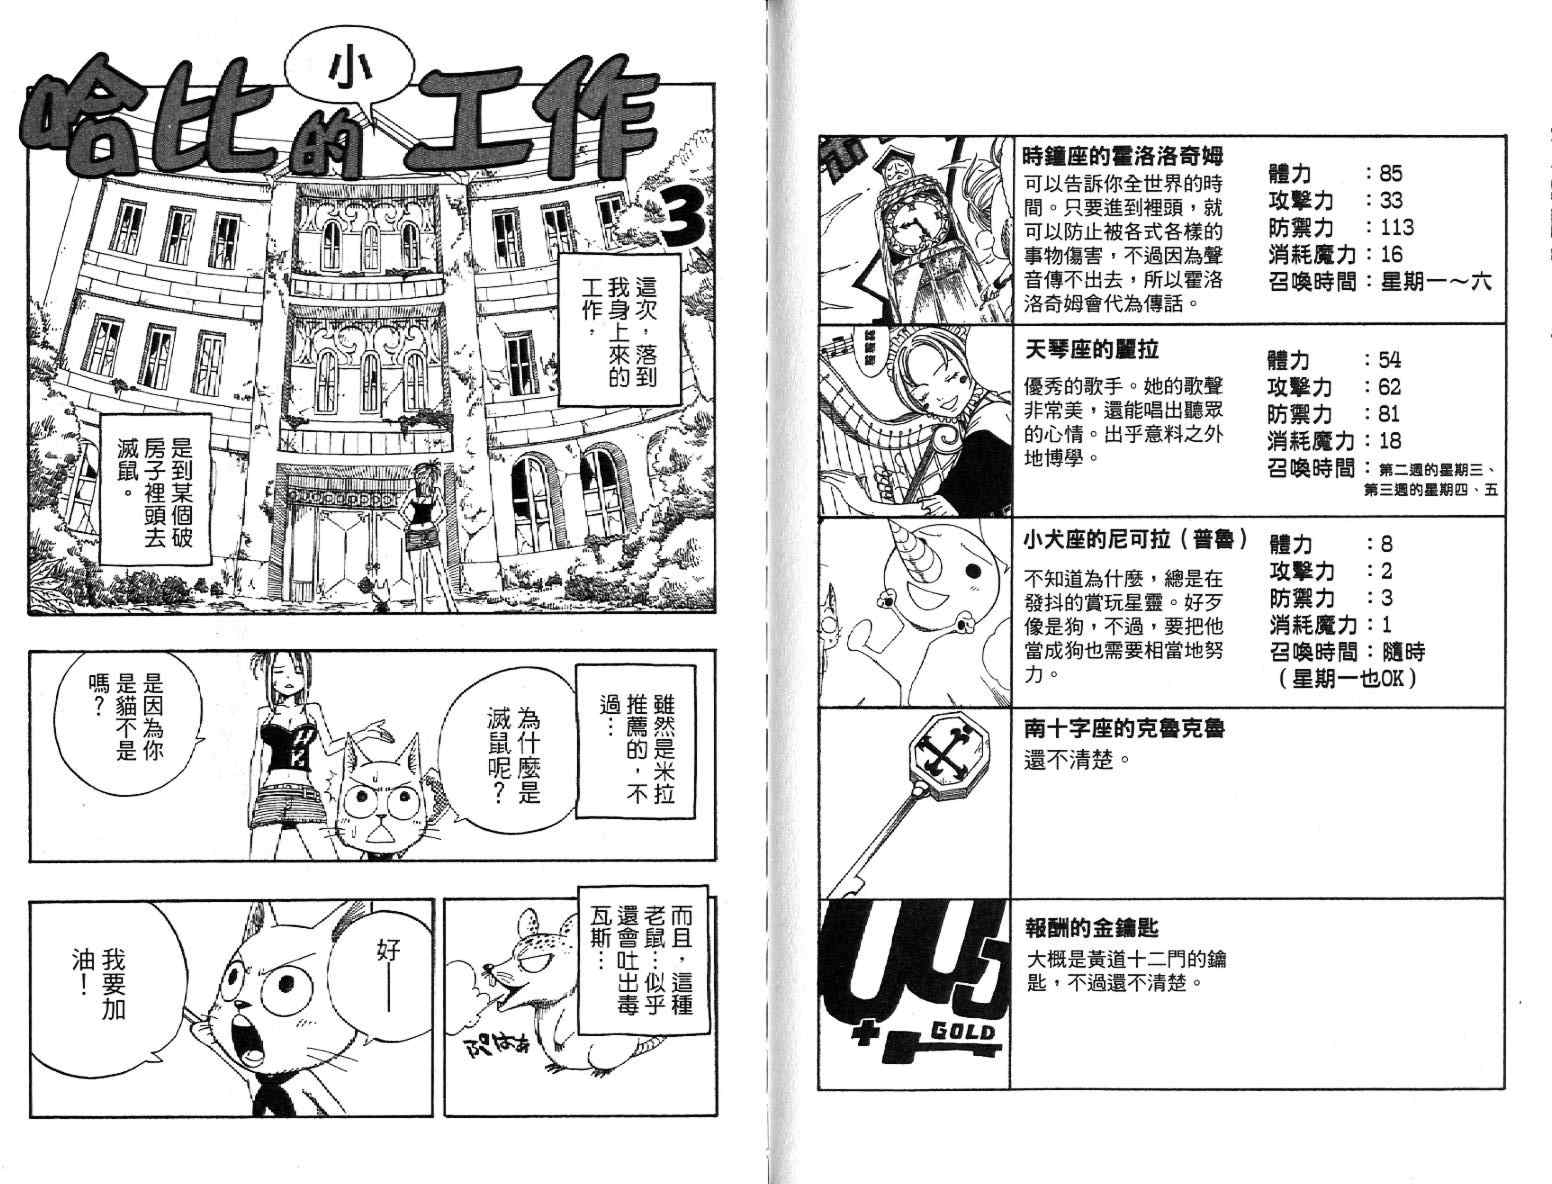 時鐘座的霍洛洛奇姆
可以告訴你全世界的時
間。只要進到裡頭，就
可以防止被各式各樣的
事物傷害，不過因為聲
音傳不出去，所以霍洛
洛奇姆會代為傳話。
體力　　：85
攻擊力　：33
防禦力　：113
消耗魔力：16
召喚時間：星期一～六
天琴座的麗拉
優秀的歌手。她的歌聲
非常美，還能唱出聽眾
的心情。出乎意料之外
地博學。
體力　　：54
攻擊力　：62
防禦力　：81
消耗魔力：18
召喚時間：第二週的星期三、
第三週的星期四、五
小犬座的尼可拉（普魯）
不知道為什麼，總是在
發抖的賞玩星靈。好歹
像是狗，不過，要把他
當成狗也需要相當地努
力。
體力　　：8
攻擊力　：2
防禦力　：3
消耗魔力：1
召喚時間：隨時
（星期一也OK）
南十字座的克魯克魯
還不清楚。
報酬的金鑰匙
大概是黃道十二門的鑰
匙，不過還不清楚。
GOLD
哈比的小工作
3
這次，落到
我身上來的
工作，
是到某個破
房子裡頭去
滅鼠。
雖然是米拉
推薦的，不
過…
為什麼是
滅鼠呢？
是因為你
是貓不是
嗎？
而且，這種
老鼠…似乎
還會吐出毒
瓦斯…
ぷはぁ
好──
我要加
油！